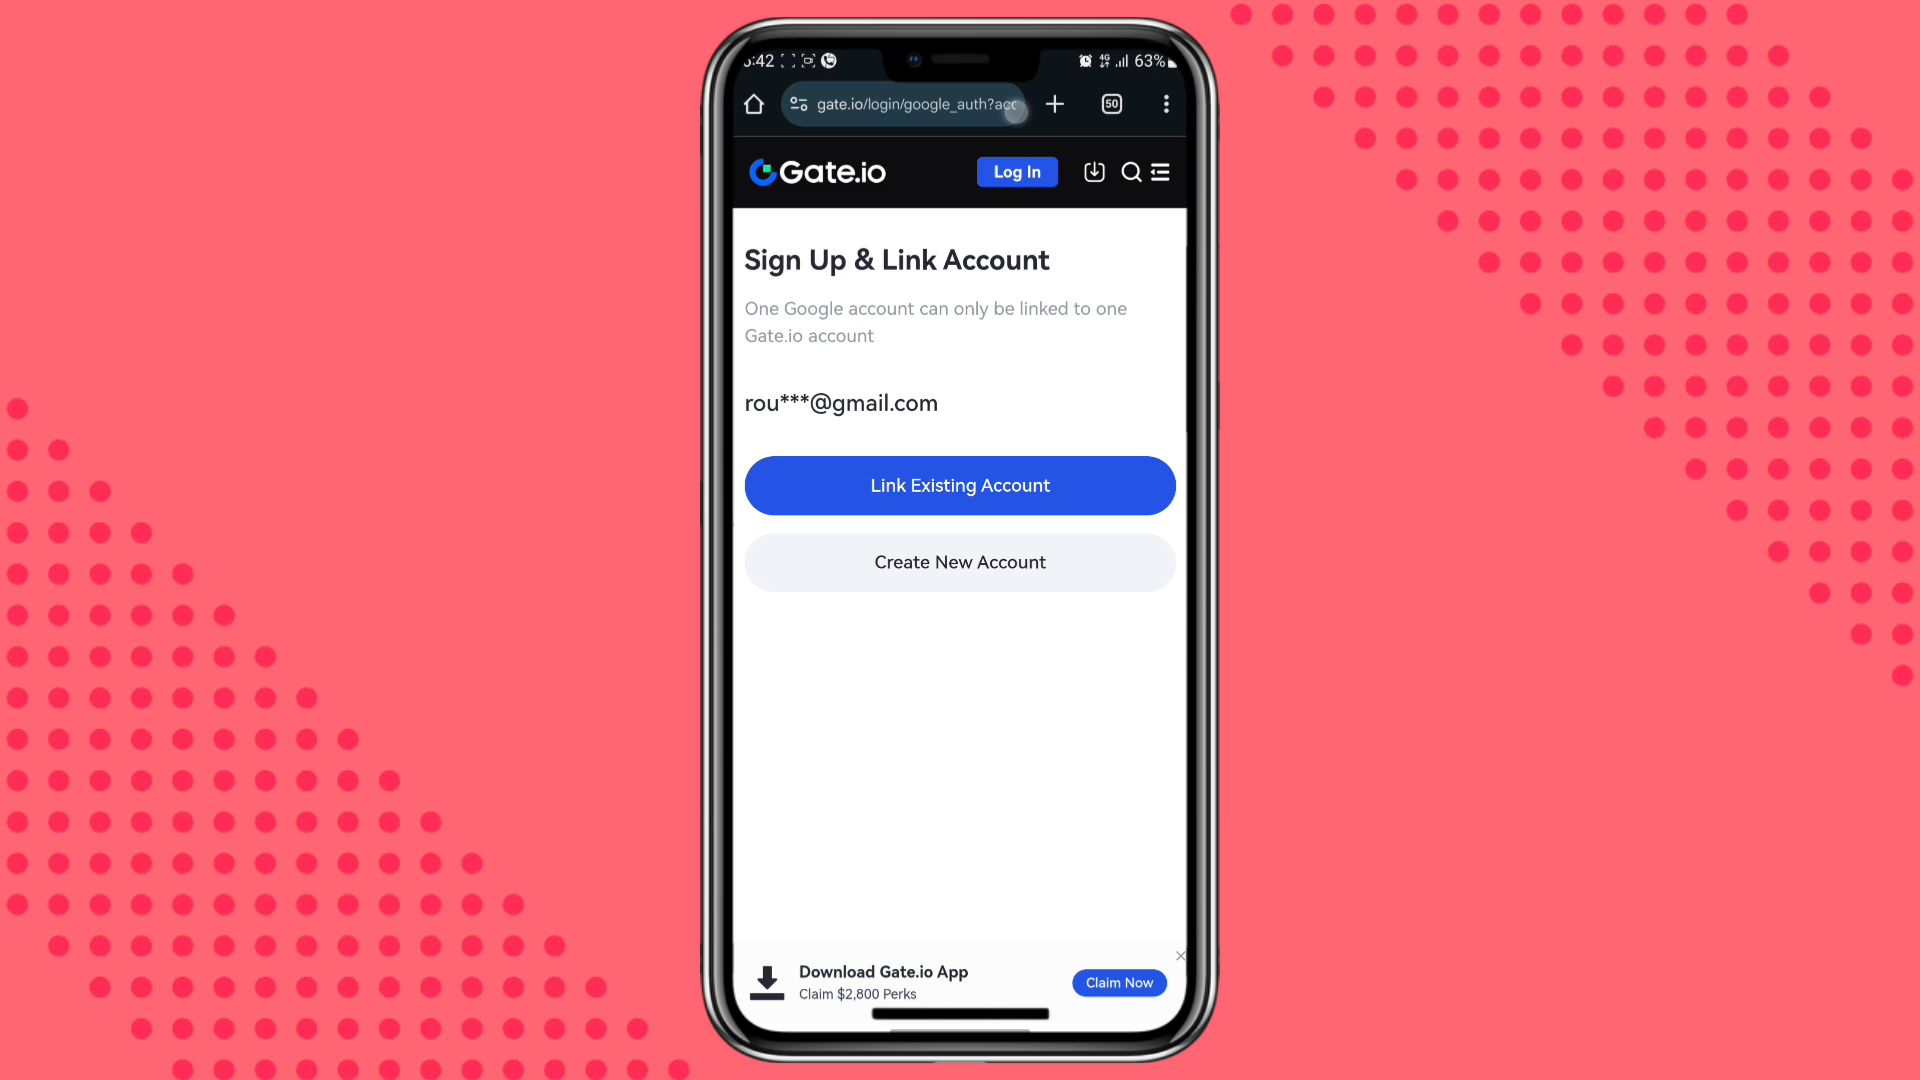 :42
4G
63%
gate.io/login/google_auth?acc
50
Gate.io
Log In
Sign Up & Link Account
One Google account can only be linked to one
Gate.io account
rou***@gmail.com
Link Existing Account
Create New Account
Download Gate.io App
Claim $2,800 Perks
Claim Now